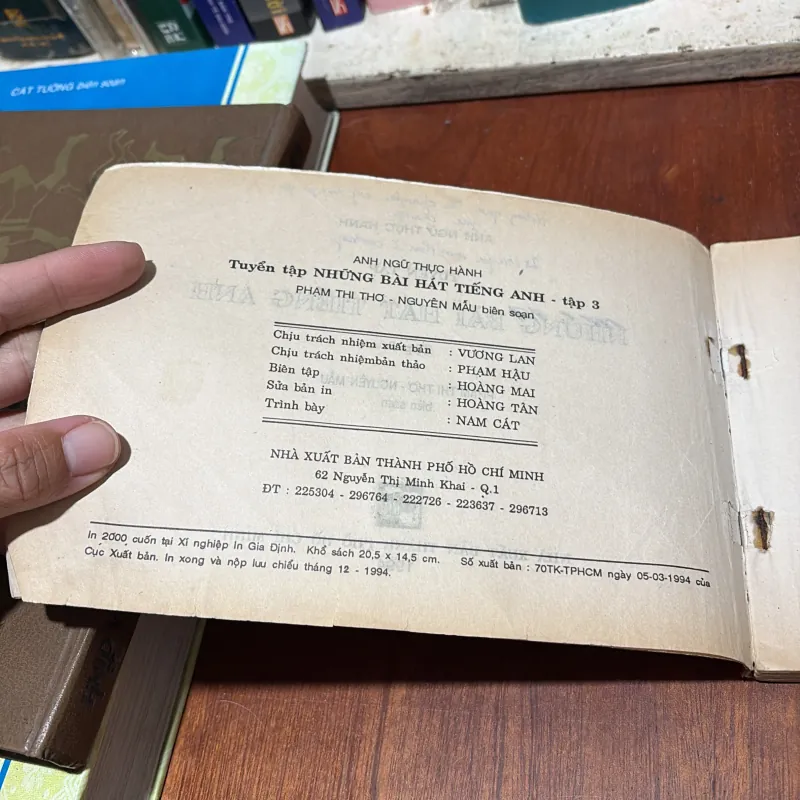 CÁT TƯỜNG biên soạn
ANH NGỮ THỰC HÀNH
Tuyển tập NHỮNG BÀI HÁT TIẾNG ANH - tập 3
PHẠM THI THƠ - NGUYÊN MẪU biên soạn
Chịu trách nhiệm xuất bản : VƯƠNG LAN
Chịu trách nhiệmbản thảo : PHẠM HẬU
Biên tập : HOÀNG MAI
Sửa bản in : HOÀNG TÂN
Trình bày : NAM CÁT
NHÀ XUẤT BẢN THÀNH PHỐ HỒ CHÍ MINH
62 Nguyễn Thị Minh Khai - Q.1
ĐT : 225304 - 296764 - 222726 - 223637 - 296713
In 2000 cuốn tại Xí nghiệp in Gia Định. Khổ sách 20,5 x 14,5 cm. Số xuất bản : 70TK-TPHCM ngày 05-03-1994 của
Cục Xuất bản. In xong và nộp lưu chiểu tháng 12 - 1994.